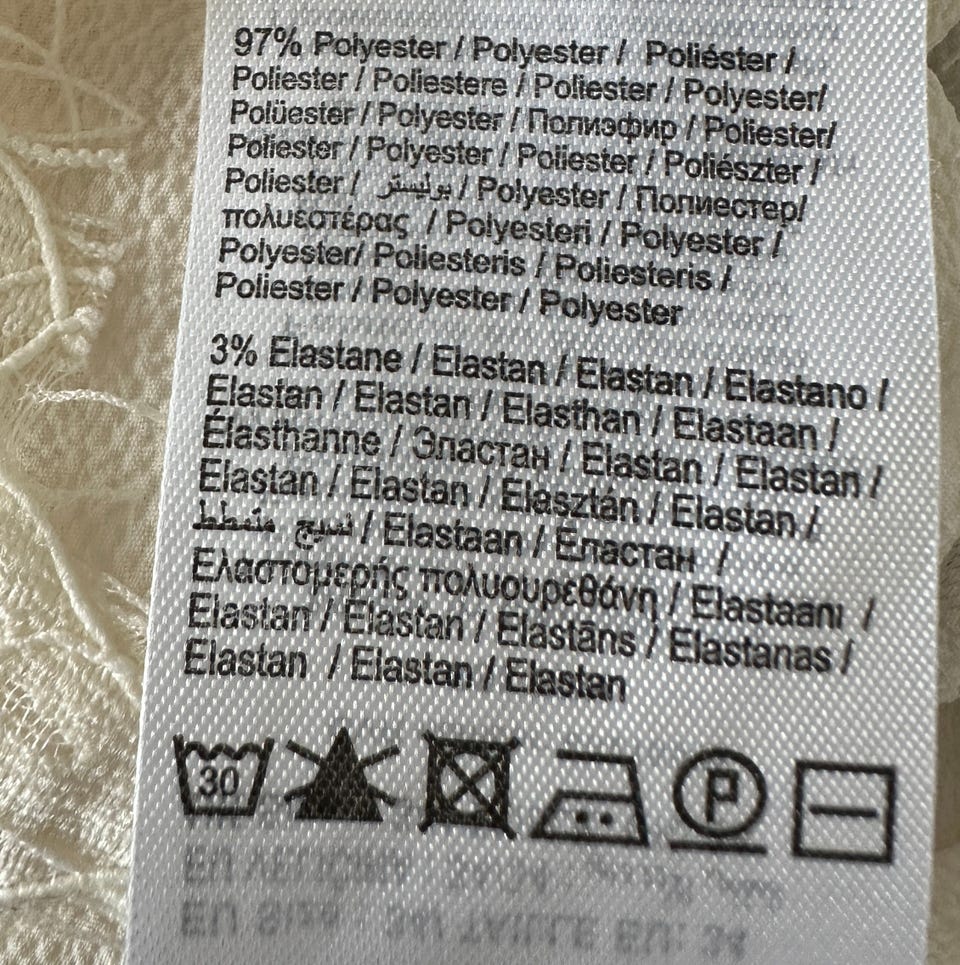 97% Polyester / Polyester / Poliéster /
Poliester / Poliestere / Poliester / Polyester/
Polüester / Polyester / Полиэфир / Poliester/
Poliester / Polyester / Poliester / Poliészter /
Poliester / بوليستر / Polyester / Полиестер/
πολυεστέρας / Polyesteri / Polyester /
Polyester/ Poliesteris / Poliesteris /
Poliester / Polyester / Polyester
3% Elastane / Elastan / Elastan / Elastano /
Elastan / Elastan / Elasthan / Elastaan /
Élasthanne / Эластан / Elastan / Elastan /
Elastan / Elastan / Elasztán / Elastan /
نسيج متمطط / Elastaan / Еластан /
Ελαστομερής πολυουρεθάνη / Elastaani /
Elastan / Elastan / Elastāns / Elastanas /
Elastan / Elastan / Elastan
30 P